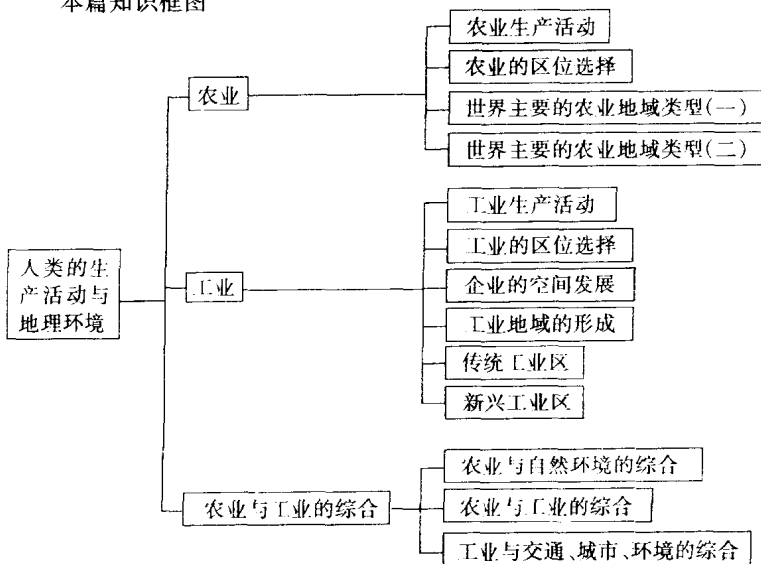 本篇知识框图
农业生产活动
农业的区位选择
农业
世界主要的农业地域类型(一)
世界主要的农业地域类型(二)
工业生产活动
工业的区位选择
人类的生
产活动与
地理环境
工业
企业的空间发展
工业地域的形成
传统工业区
新兴工业区
农业与自然环境的综合
农业与工业的综合
农业与工业的综合
工业与交通、城市、环境的综合